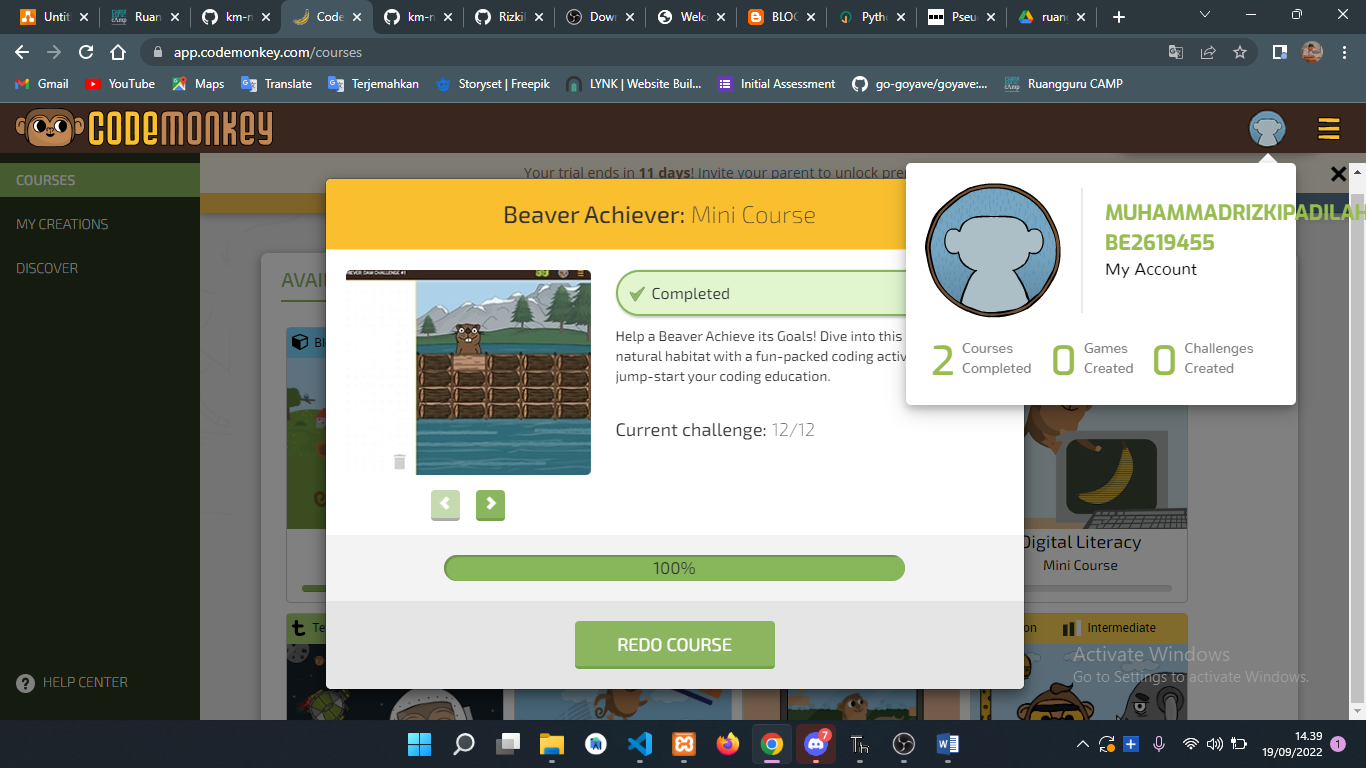 Untit
Ruan
km-n
Code
km-n
Rizki
Down
Welc
BLOG
Pyth
Pseu
ruang
app.codemonkey.com/courses
Gmail
YouTube
Maps
Translate
Terjemahkan
Storyset | Freepik
LYNK | Website Buil...
Initial Assessment
go-goyave/goyave:...
Ruangguru CAMP
CODEMONKEY
COURSES
MY CREATIONS
DISCOVER
HELP CENTER
Your trial ends in 11 days! Invite your parent to unlock pre
Beaver Achiever: Mini Course
Completed
Help a Beaver Achieve its Goals! Dive into this
natural habitat with a fun-packed coding activ
jump-start your coding education.
Current challenge: 12/12
100%
REDO COURSE
MUHAMMADRIZKIPADILAH
BE2619455
My Account
2 Courses Completed
0 Games Created
0 Challenges Created
AVAI
Bl
Digital Literacy
Mini Course
Te
on
Intermediate
Activate Windows
Go to Settings to activate Windows.
7
14.39
19/09/2022
1